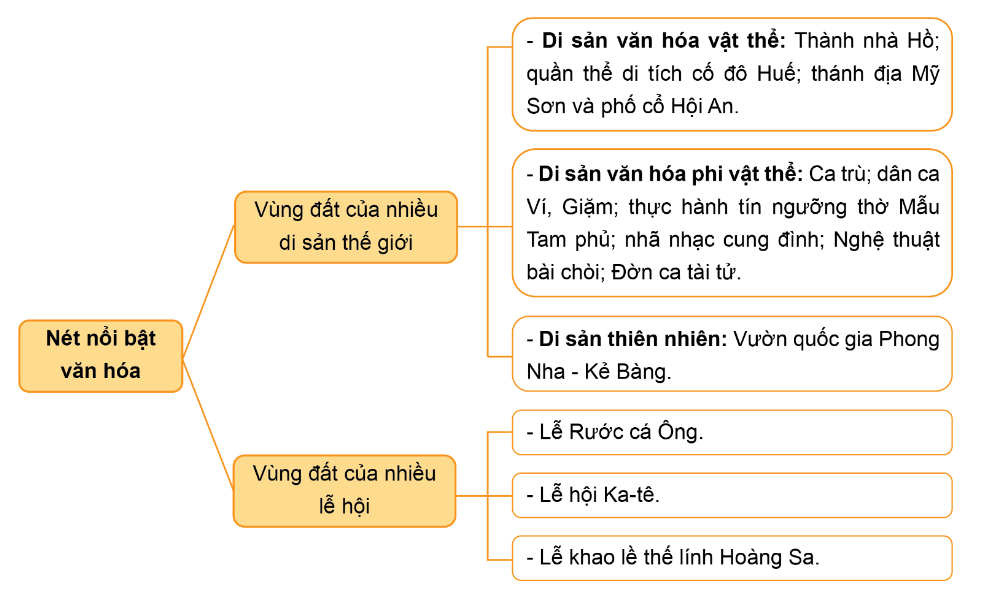 Nét nổi bật
văn hóa
Vùng đất của nhiều
di sản thế giới
- Di sản văn hóa vật thể: Thành nhà Hồ;
quần thể di tích cố đô Huế; thánh địa Mỹ
Sơn và phố cổ Hội An.
- Di sản văn hóa phi vật thể: Ca trù; dân ca
Ví, Giặm; thực hành tín ngưỡng thờ Mẫu
Tam phủ; nhã nhạc cung đình; Nghệ thuật
bài chòi; Đờn ca tài tử.
- Di sản thiên nhiên: Vườn quốc gia Phong
Nha - Kẻ Bàng.
Vùng đất của nhiều
lễ hội
- Lễ Rước cá Ông.
- Lễ hội Ka-tê.
- Lễ khao lề thế lính Hoàng Sa.